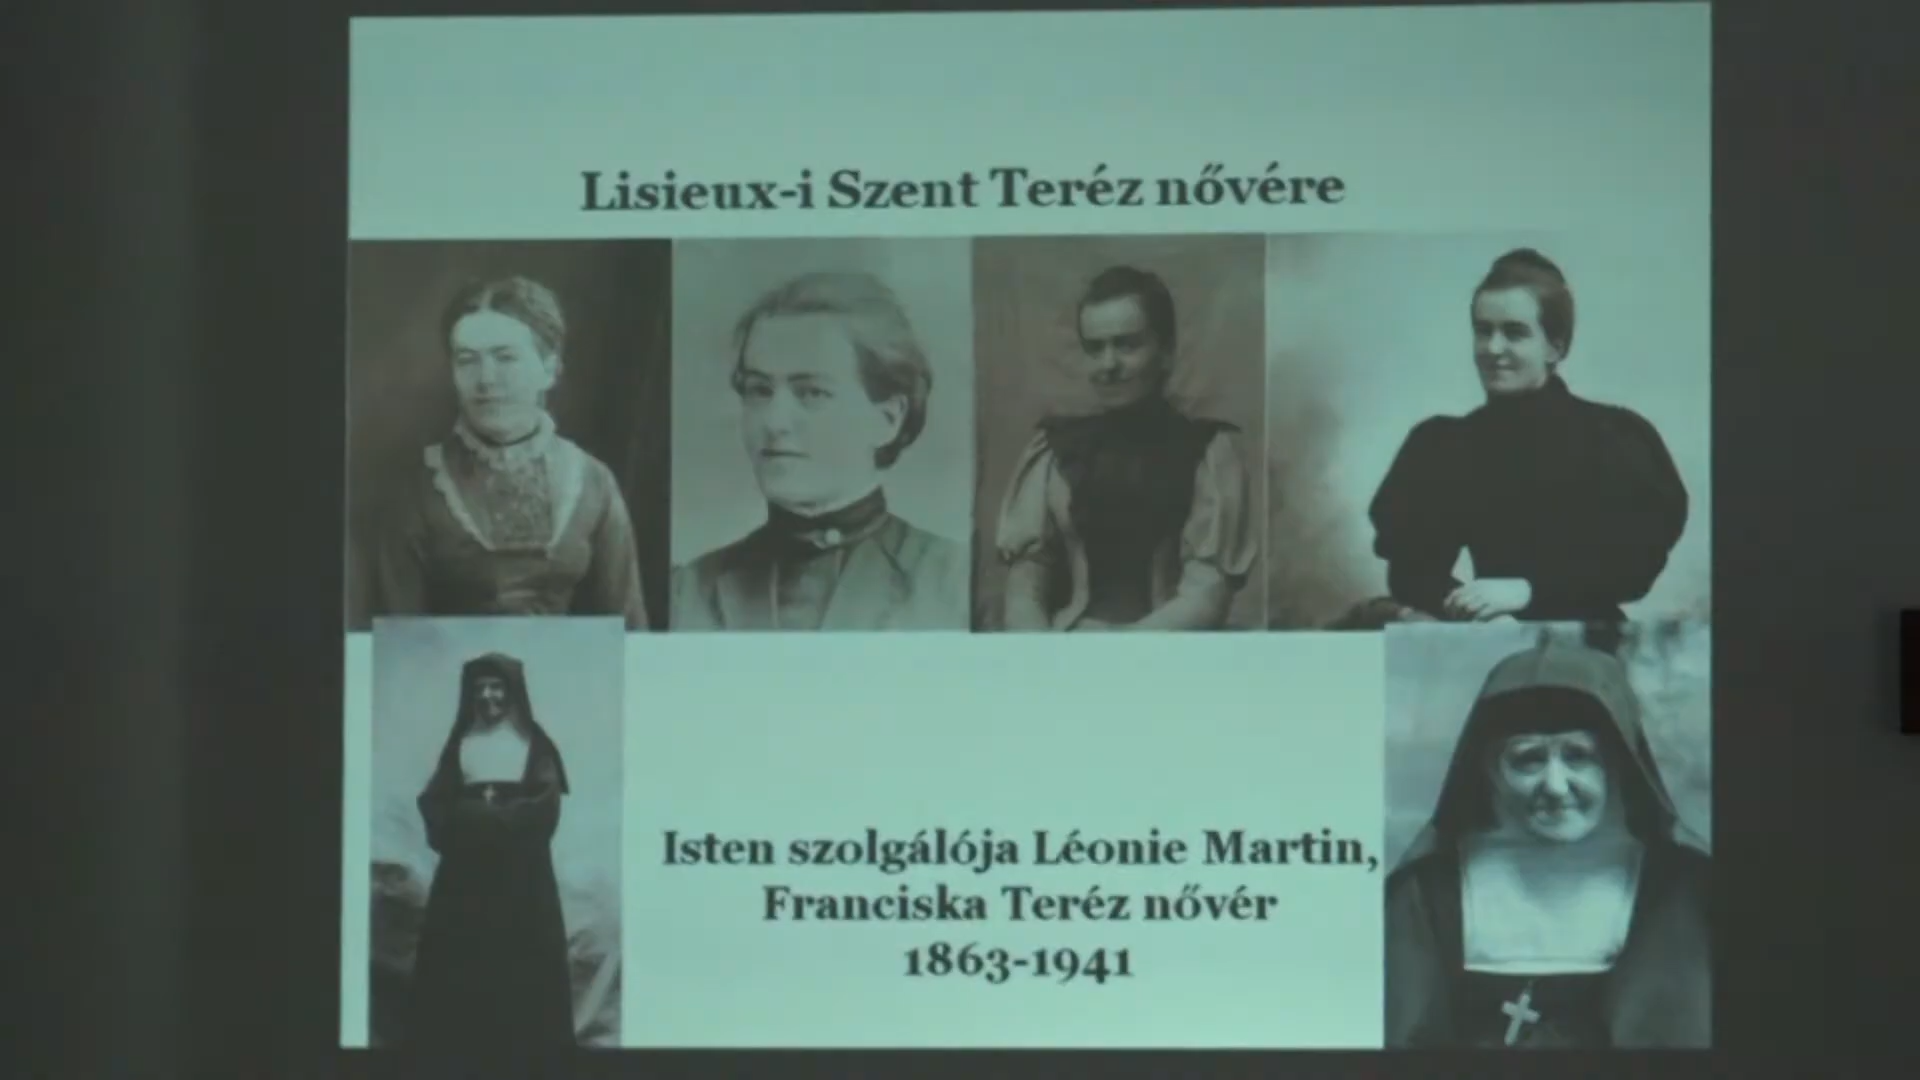 Lisieux-i Szent Teréz nővére
Isten szolgálója Léonie Martin,
Franciska Teréz nővér
1863-1941